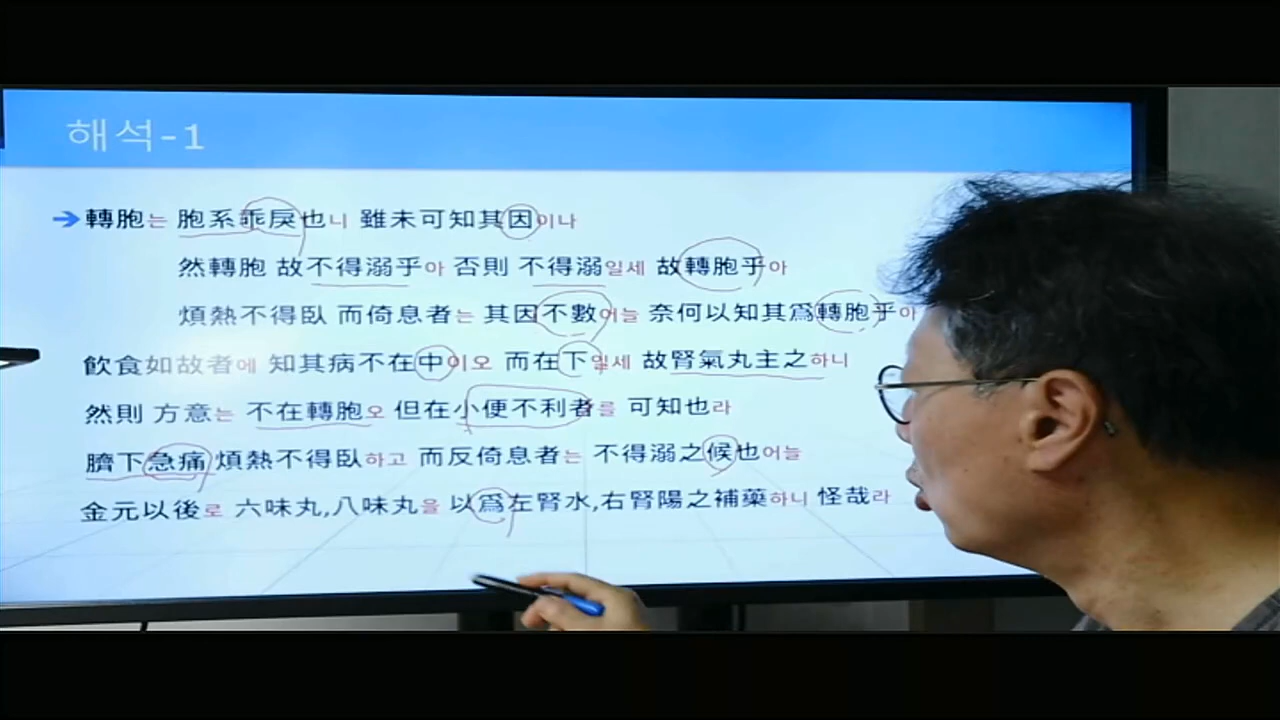 해석-1
轉胞는 胞系乖戾也니 雖未可知其因이나
然轉胞 故不得溺乎아 否則 不得溺일세 故轉胞乎아
煩熱不得臥 而倚息者는 其因不數어늘 奈何以知其爲轉胞乎아
飮食如故者에 知其病不在中이오 而在下일세 故腎氣丸主之하니
然則 方意는 不在轉胞오 但在小便不利者를 可知也라
臍下急痛 煩熱不得臥하고 而反倚息者는 不得溺之候也어늘
金元以後로 六味丸,八味丸을 以爲左腎水,右腎陽之補藥하니 怪哉라